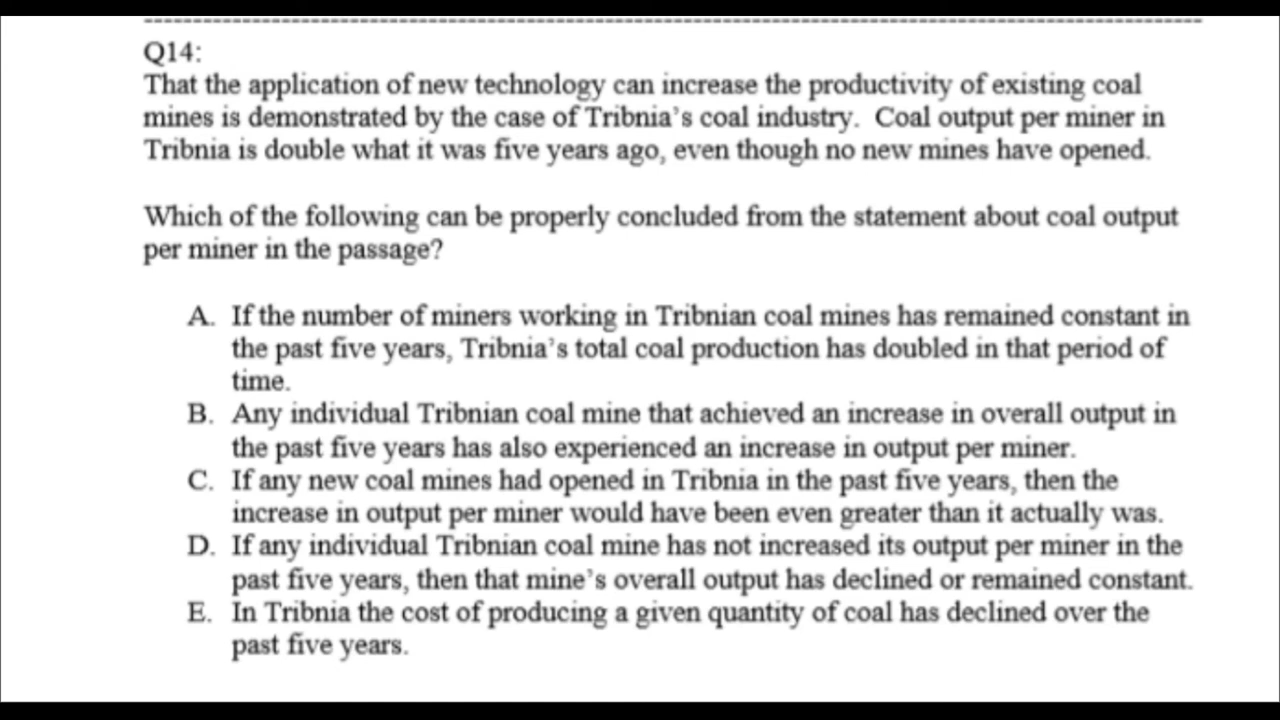 Q14:
That the application of new technology can increase the productivity of existing coal
mines is demonstrated by the case of Tribnia's coal industry.  Coal output per miner in
Tribnia is double what it was five years ago, even though no new mines have opened.
Which of the following can be properly concluded from the statement about coal output
per miner in the passage?
A. If the number of miners working in Tribnian coal mines has remained constant in
the past five years, Tribnia's total coal production has doubled in that period of
time.
B. Any individual Tribnian coal mine that achieved an increase in overall output in
the past five years has also experienced an increase in output per miner.
C. If any new coal mines had opened in Tribnia in the past five years, then the
increase in output per miner would have been even greater than it actually was.
D. If any individual Tribnian coal mine has not increased its output per miner in the
past five years, then that mine's overall output has declined or remained constant.
E. In Tribnia the cost of producing a given quantity of coal has declined over the
past five years.